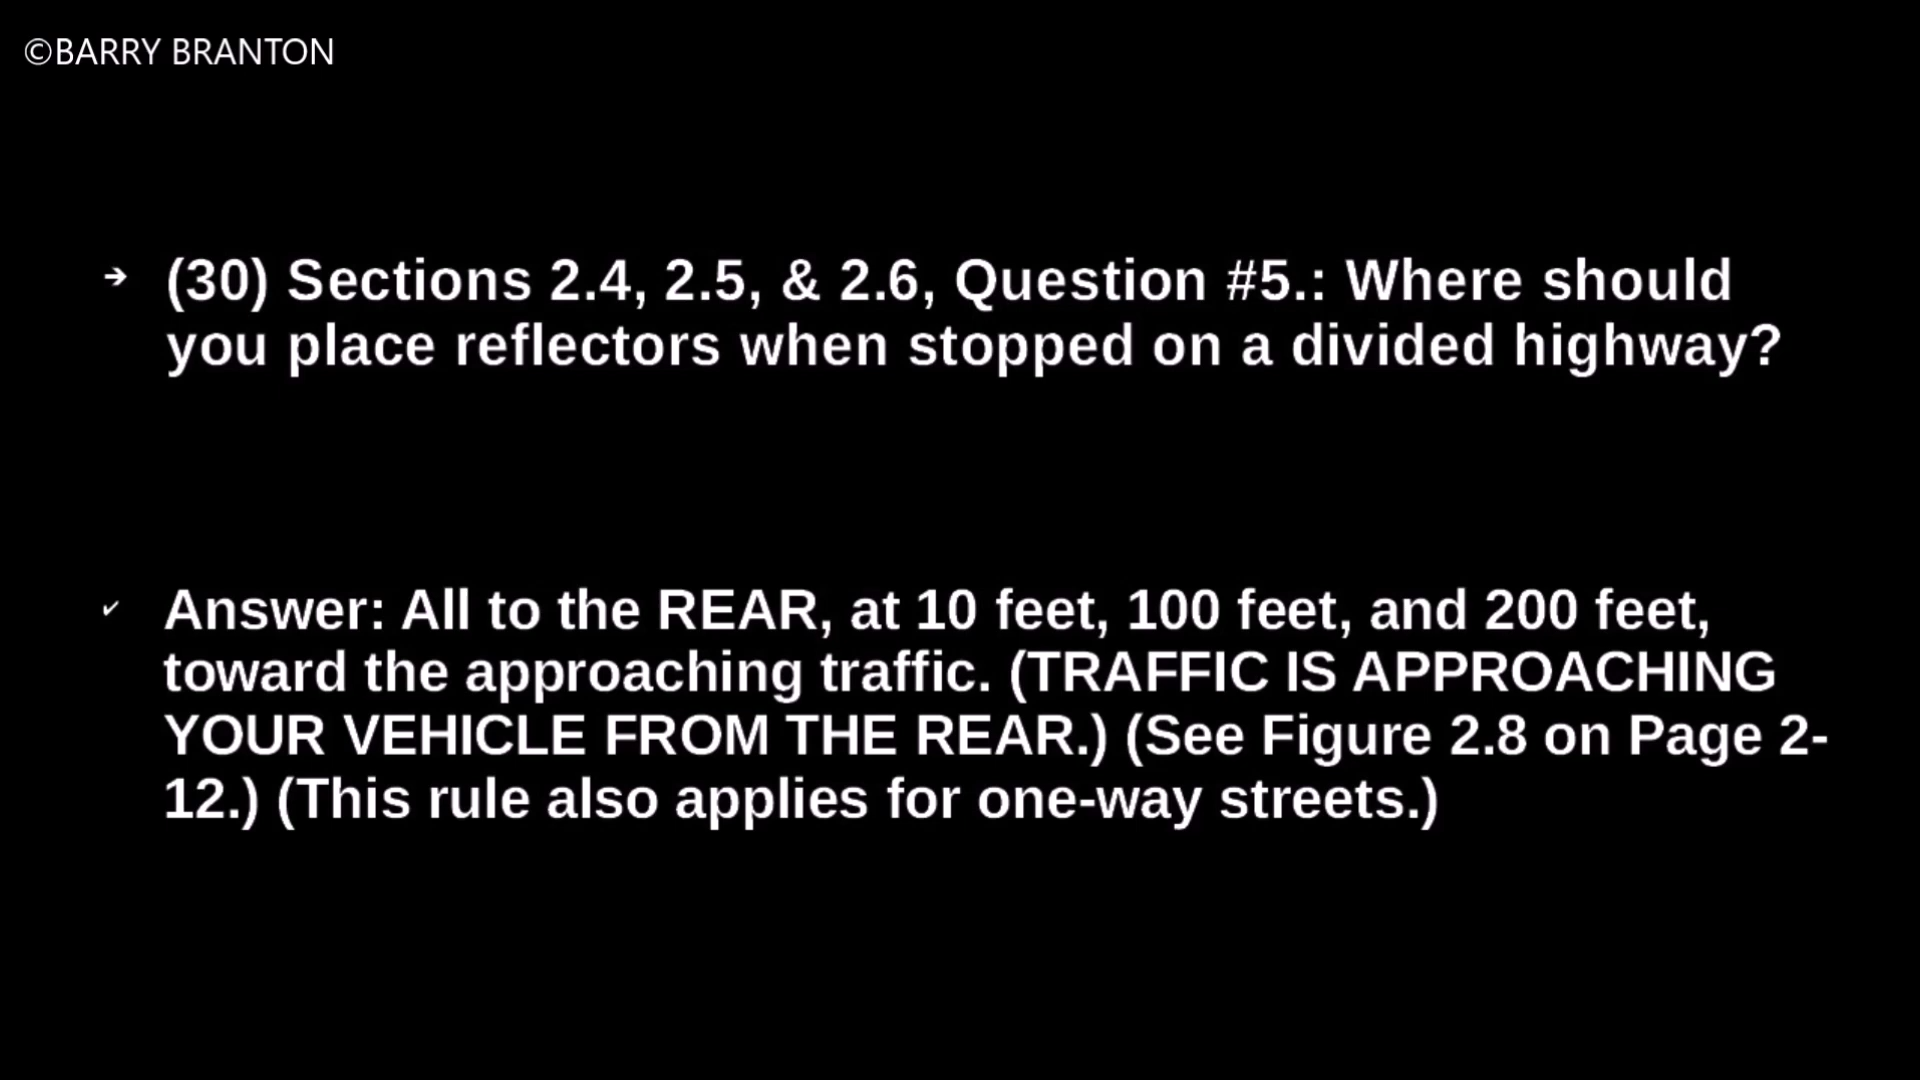 ©BARRY BRANTON
➔ (30) Sections 2.4, 2.5, & 2.6, Question #5.: Where should
you place reflectors when stopped on a divided highway?
✓ Answer: All to the REAR, at 10 feet, 100 feet, and 200 feet,
toward the approaching traffic. (TRAFFIC IS APPROACHING
YOUR VEHICLE FROM THE REAR.) (See Figure 2.8 on Page 2-
12.) (This rule also applies for one-way streets.)